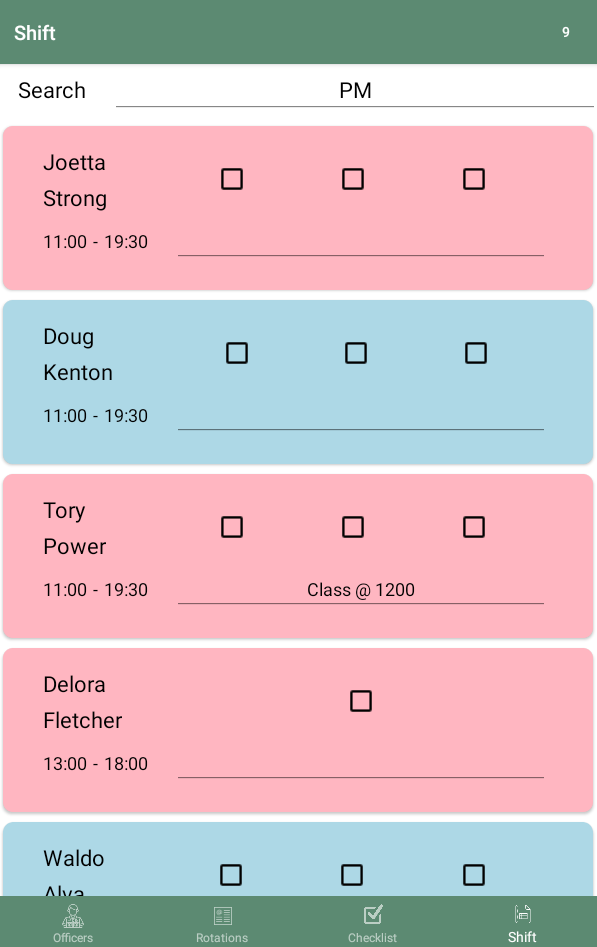 Shift 9
Search PM
Joetta
Strong
11:00 - 19:30
Doug
Kenton
11:00 - 19:30
Tory
Power
11:00 - 19:30 Class @ 1200
Delora
Fletcher
13:00 - 18:00
Waldo
Alva
Officers Rotations Checklist Shift